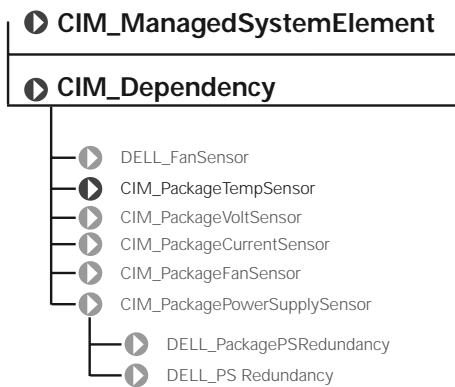 CIM_ManagedSystemElement
CIM_Dependency
DELL_FanSensor
CIM_PackageTempSensor
CIM_PackageVoltSensor
CIM_PackageCurrentSensor
CIM_PackageFanSensor
CIM_PackagePowerSupplySensor
DELL_PackagePSRedundancy
DELL_PS Redundancy